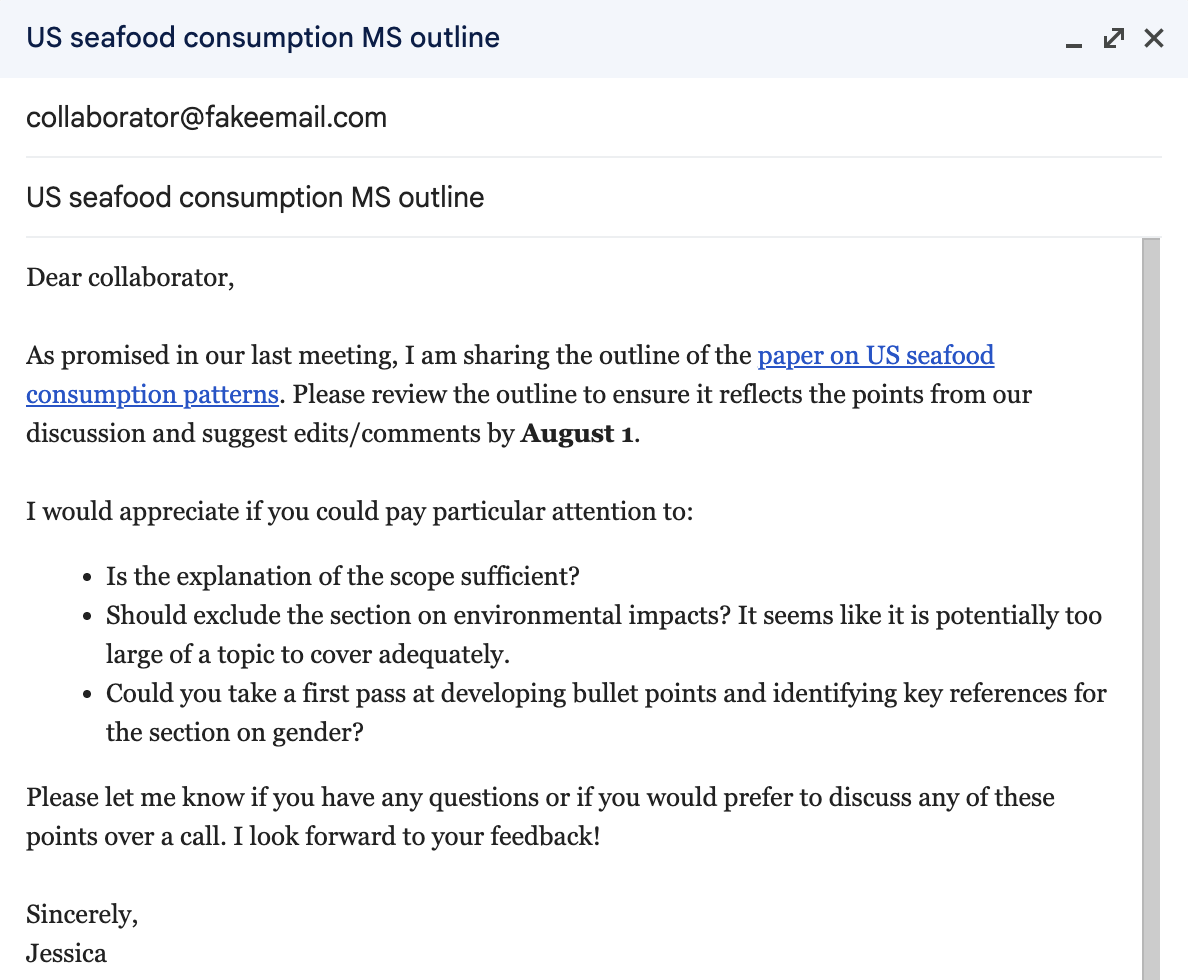 US seafood consumption MS outline
collaborator@fakeemail.com
US seafood consumption MS outline
Dear collaborator,
As promised in our last meeting, I am sharing the outline of the paper on US seafood
consumption patterns. Please review the outline to ensure it reflects the points from our
discussion and suggest edits/comments by August 1.
I would appreciate if you could pay particular attention to:
• Is the explanation of the scope sufficient?
• Should exclude the section on environmental impacts? It seems like it is potentially too
large of a topic to cover adequately.
• Could you take a first pass at developing bullet points and identifying key references for
the section on gender?
Please let me know if you have any questions or if you would prefer to discuss any of these
points over a call. I look forward to your feedback!
Sincerely,
Jessica